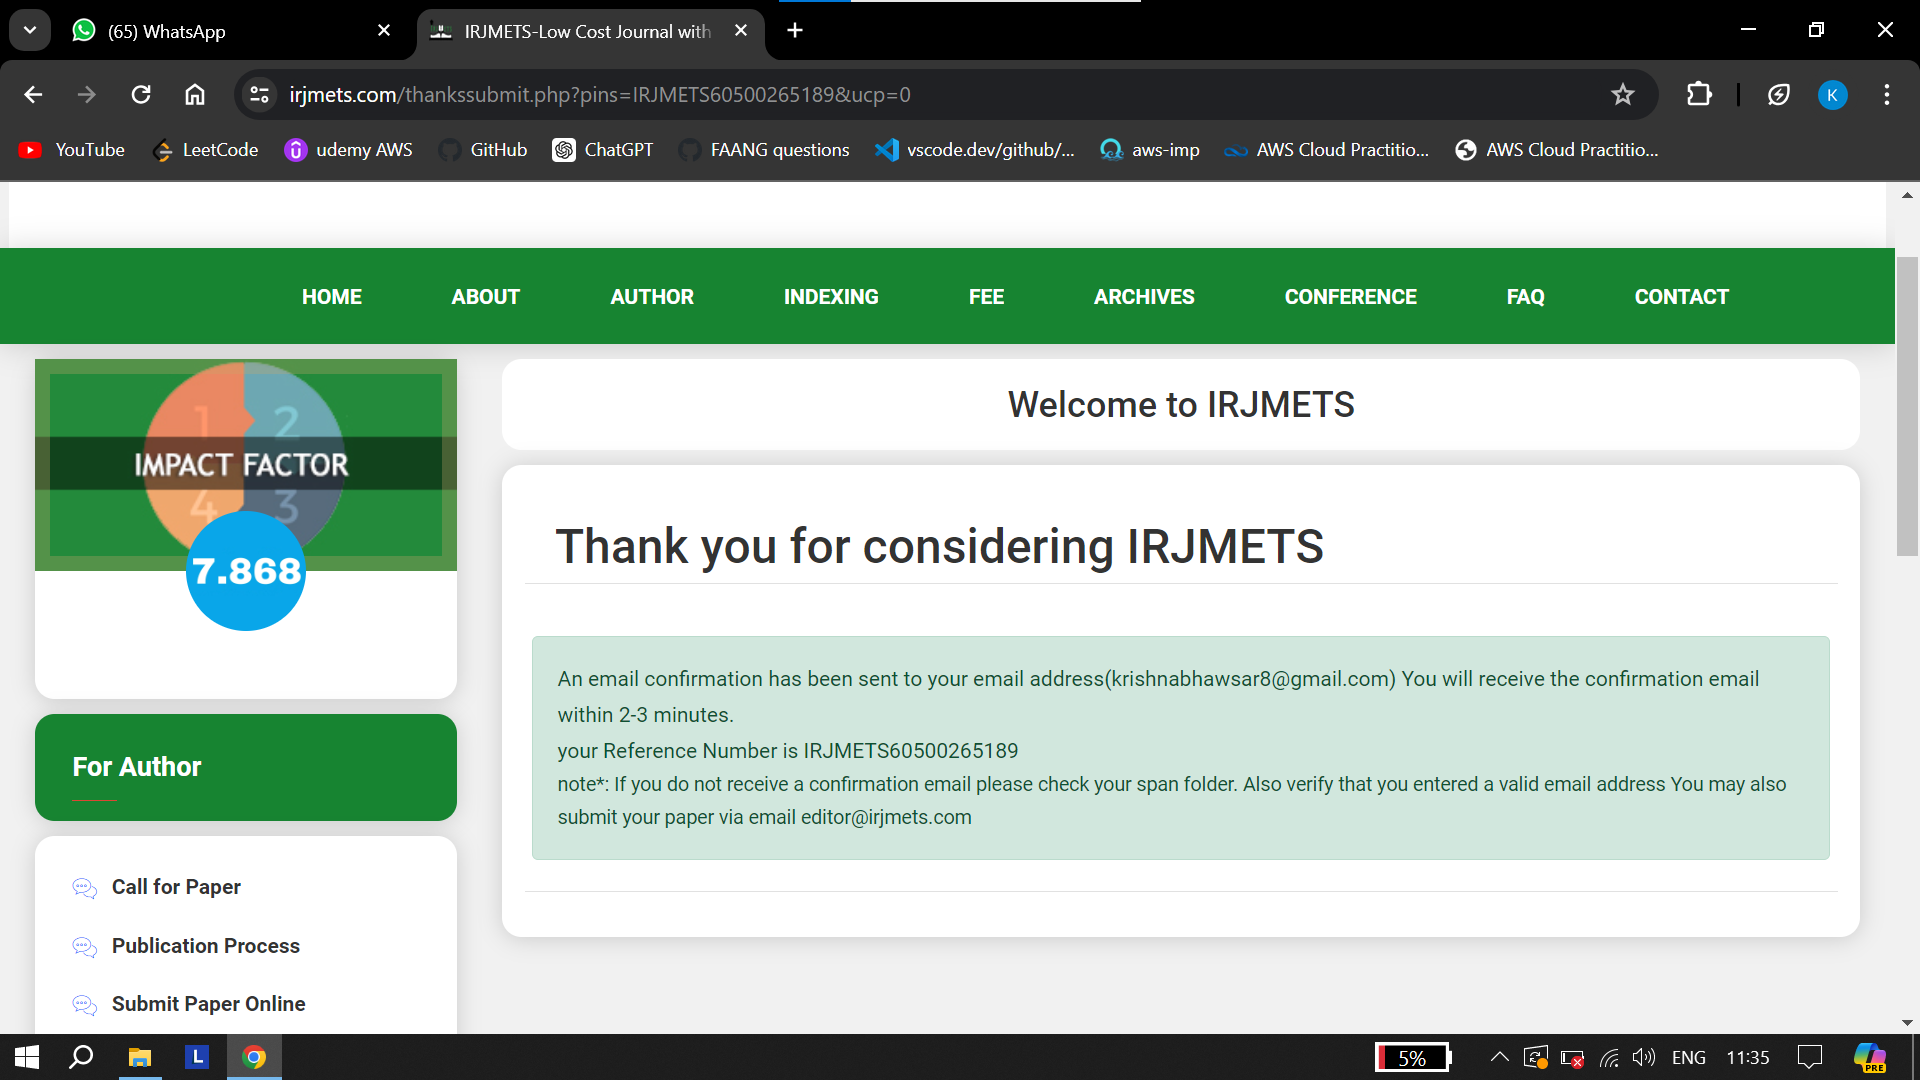 (65) WhatsApp
IRJMETS-Low Cost Journal with
irjmets.com/thankssubmit.php?pins=IRJMETS60500265189&ucp=0
K
YouTube
LeetCode
udemy AWS
GitHub
ChatGPT
FAANG questions
vscode.dev/github/...
aws-imp
AWS Cloud Practitio...
AWS Cloud Practitio...
HOME
ABOUT
AUTHOR
INDEXING
FEE
ARCHIVES
CONFERENCE
FAQ
CONTACT
1 2
IMPACT FACTOR
4 3
7.868
Welcome to IRJMETS
Thank you for considering IRJMETS
An email confirmation has been sent to your email address(krishnabhawsar8@gmail.com) You will receive the confirmation email
within 2-3 minutes.
your Reference Number is IRJMETS60500265189
note*: If you do not receive a confirmation email please check your span folder. Also verify that you entered a valid email address You may also
submit your paper via email editor@irjmets.com
For Author
Call for Paper
Publication Process
Submit Paper Online
L
5%
ENG
11:35
PRE